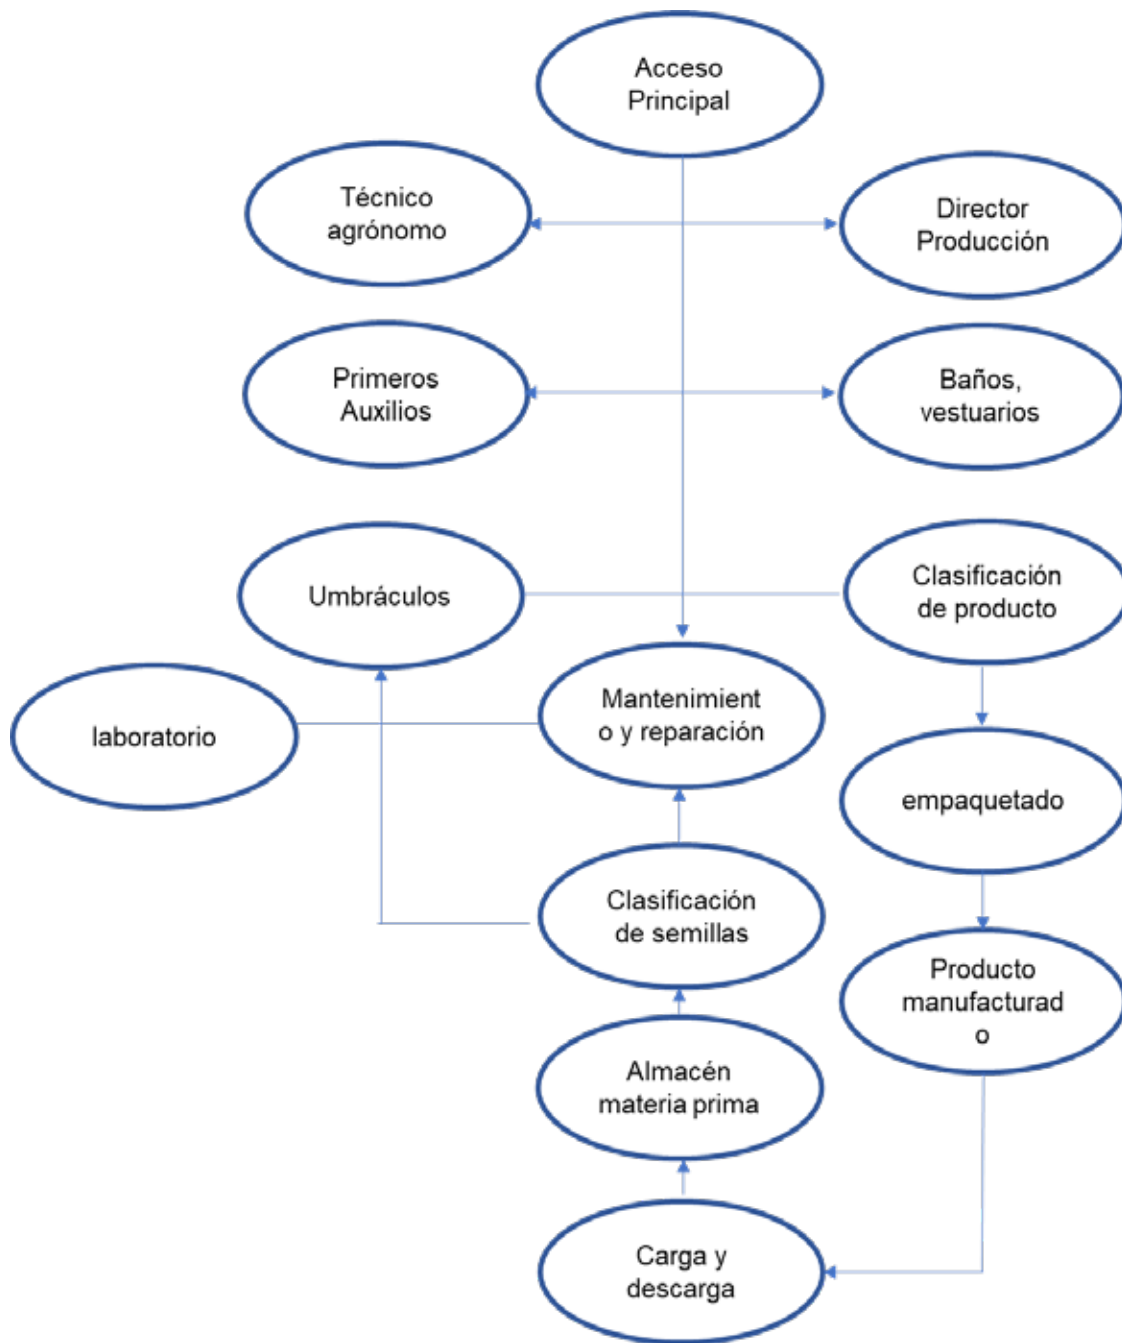 Acceso
Principal
Técnico
agrónomo
Director
Producción
Primeros
Auxilios
Baños,
vestuarios
Umbráculos
Clasificación
de producto
laboratorio
Mantenimient
o y reparación
empaquetado
Clasificación
de semillas
Producto
manufacturad
o
Almacén
materia prima
Carga y
descarga